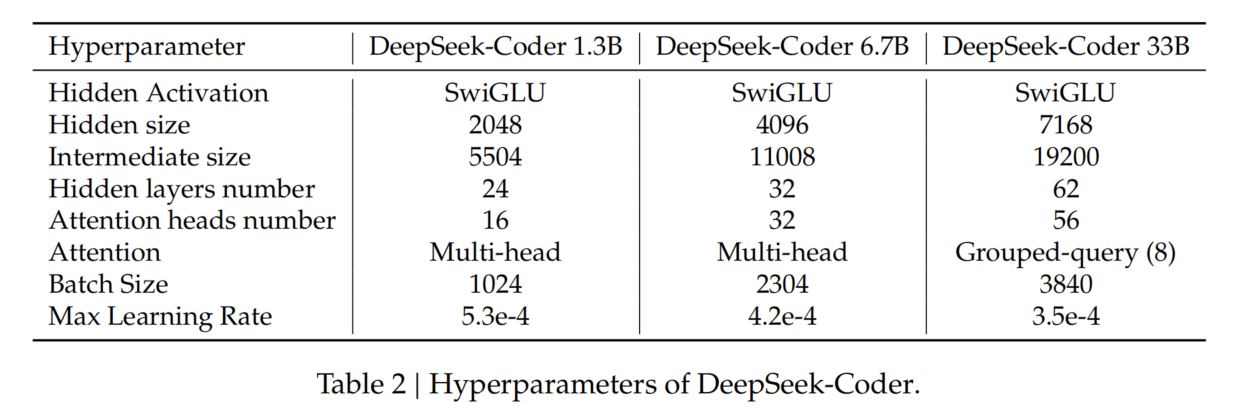 Hyperparameter DeepSeek-Coder 1.3B DeepSeek-Coder 6.7B DeepSeek-Coder 33B
Hidden Activation SwiGLU SwiGLU SwiGLU
Hidden size 2048 4096 7168
Intermediate size 5504 11008 19200
Hidden layers number 24 32 62
Attention heads number 16 32 56
Attention Multi-head Multi-head Grouped-query (8)
Batch Size 1024 2304 3840
Max Learning Rate 5.3e-4 4.2e-4 3.5e-4
Table 2 | Hyperparameters of DeepSeek-Coder.